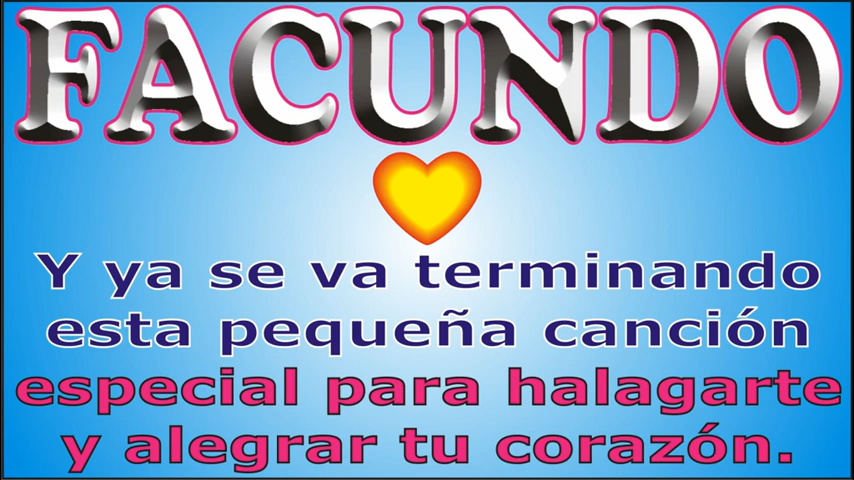 FACUNDO
Y ya se va terminando
esta pequeña canción
especial para halagarte
y alegrar tu corazón.